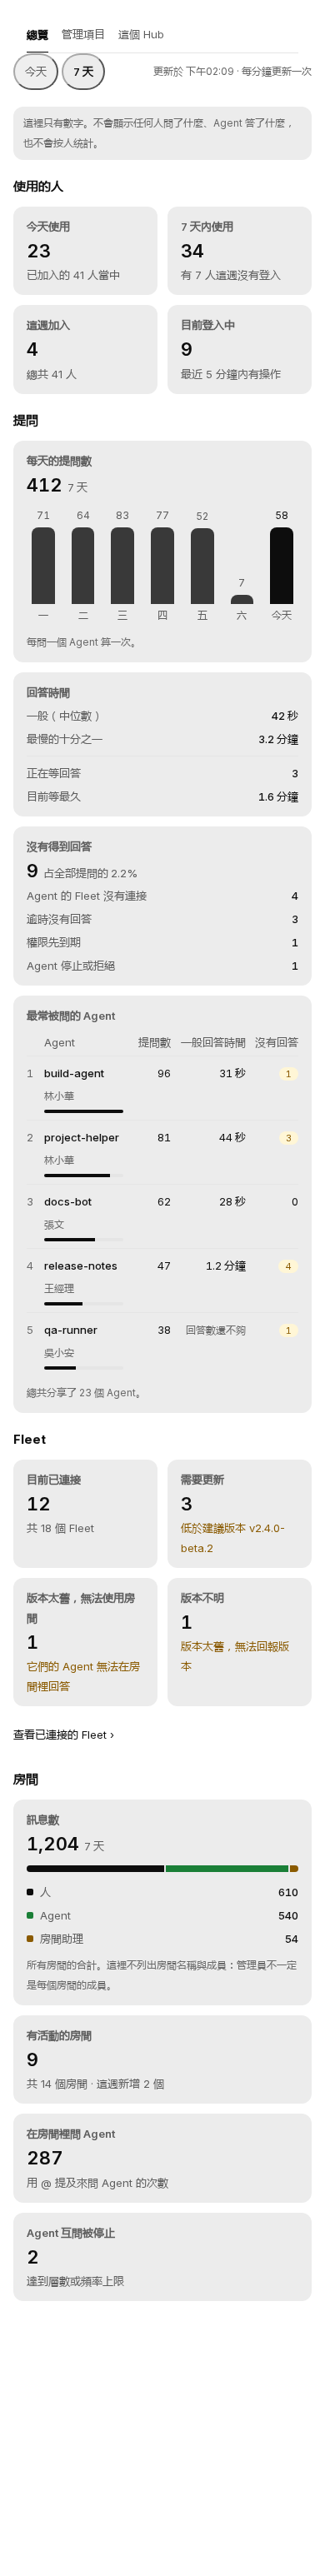 總覽 管理項目 這個 Hub
今天 7 天 更新於 下午02:09 · 每分鐘更新一次
這裡只有數字。不會顯示任何人問了什麼、Agent 答了什麼，
也不會按人統計。
使用的人
今天使用
23
已加入的 41 人當中
7 天內使用
34
有 7 人這週沒有登入
這週加入
4
總共 41 人
目前登入中
9
最近 5 分鐘內有操作
提問
每天的提問數
412 7 天
71 64 83 77 52 7 58
一 二 三 四 五 六 今天
每問一個 Agent 算一次。
回答時間
一般（中位數） 42 秒
最慢的十分之一 3.2 分鐘
正在等回答 3
目前等最久 1.6 分鐘
沒有得到回答
9 占全部提問的 2.2%
Agent 的 Fleet 沒有連接 4
逾時沒有回答 3
權限先到期 1
Agent 停止或拒絕 1
最常被問的 Agent
Agent 提問數 一般回答時間 沒有回答
1 build-agent 96 31 秒 1
林小華
2 project-helper 81 44 秒 3
林小華
3 docs-bot 62 28 秒 0
張文
4 release-notes 47 1.2 分鐘 4
王經理
5 qa-runner 38 回答數還不夠 1
吳小安
總共分享了 23 個 Agent。
Fleet
目前已連接
12
共 18 個 Fleet
需要更新
3
低於建議版本 v2.4.0-
beta.2
版本太舊，無法使用房
間
1
它們的 Agent 無法在房
間裡回答
版本不明
1
版本太舊，無法回報版
本
查看已連接的 Fleet ›
房間
訊息數
1,204 7 天
人 610
Agent 540
房間助理 54
所有房間的合計。這裡不列出房間名稱與成員：管理員不一定
是每個房間的成員。
有活動的房間
9
共 14 個房間 · 這週新增 2 個
在房間裡問 Agent
287
用 @ 提及來問 Agent 的次數
Agent 互問被停止
2
達到層數或頻率上限